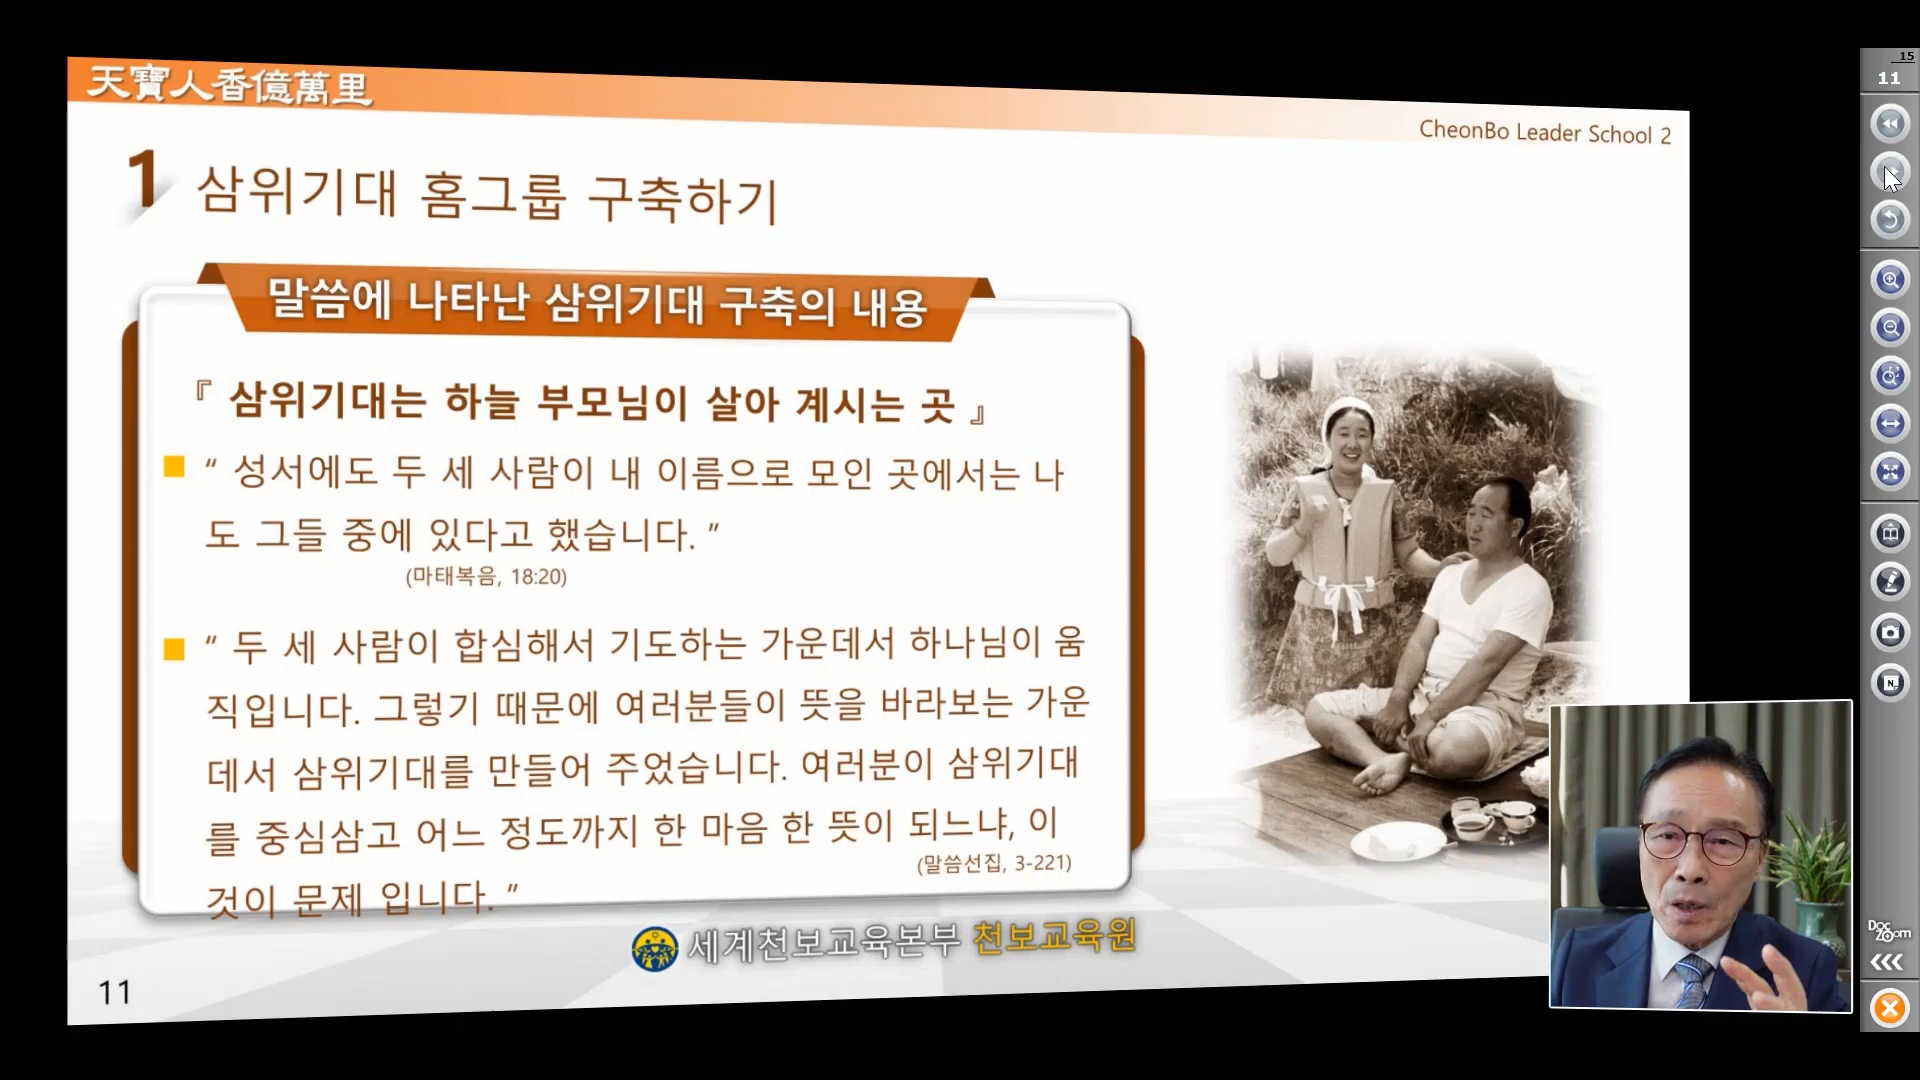 天寶人香億萬里
CheonBo Leader School 2
1 삼위기대 홈그룹 구축하기
말씀에 나타난 삼위기대 구축의 내용
『 삼위기대는 하늘 부모님이 살아 계시는 곳 』
“ 성서에도 두 세 사람이 내 이름으로 모인 곳에서는 나
도 그들 중에 있다고 했습니다. ”
(마태복음, 18:20)
“ 두 세 사람이 합심해서 기도하는 가운데서 하나님이 움
직입니다. 그렇기 때문에 여러분들이 뜻을 바라보는 가운
데서 삼위기대를 만들어 주었습니다. 여러분이 삼위기대
를 중심삼고 어느 정도까지 한 마음 한 뜻이 되느냐, 이
(말씀선집, 3-221)
것이 문제 입니다. ”
세계천보교육본부 천보교육원
11
15
11
N
Doc
Zoom